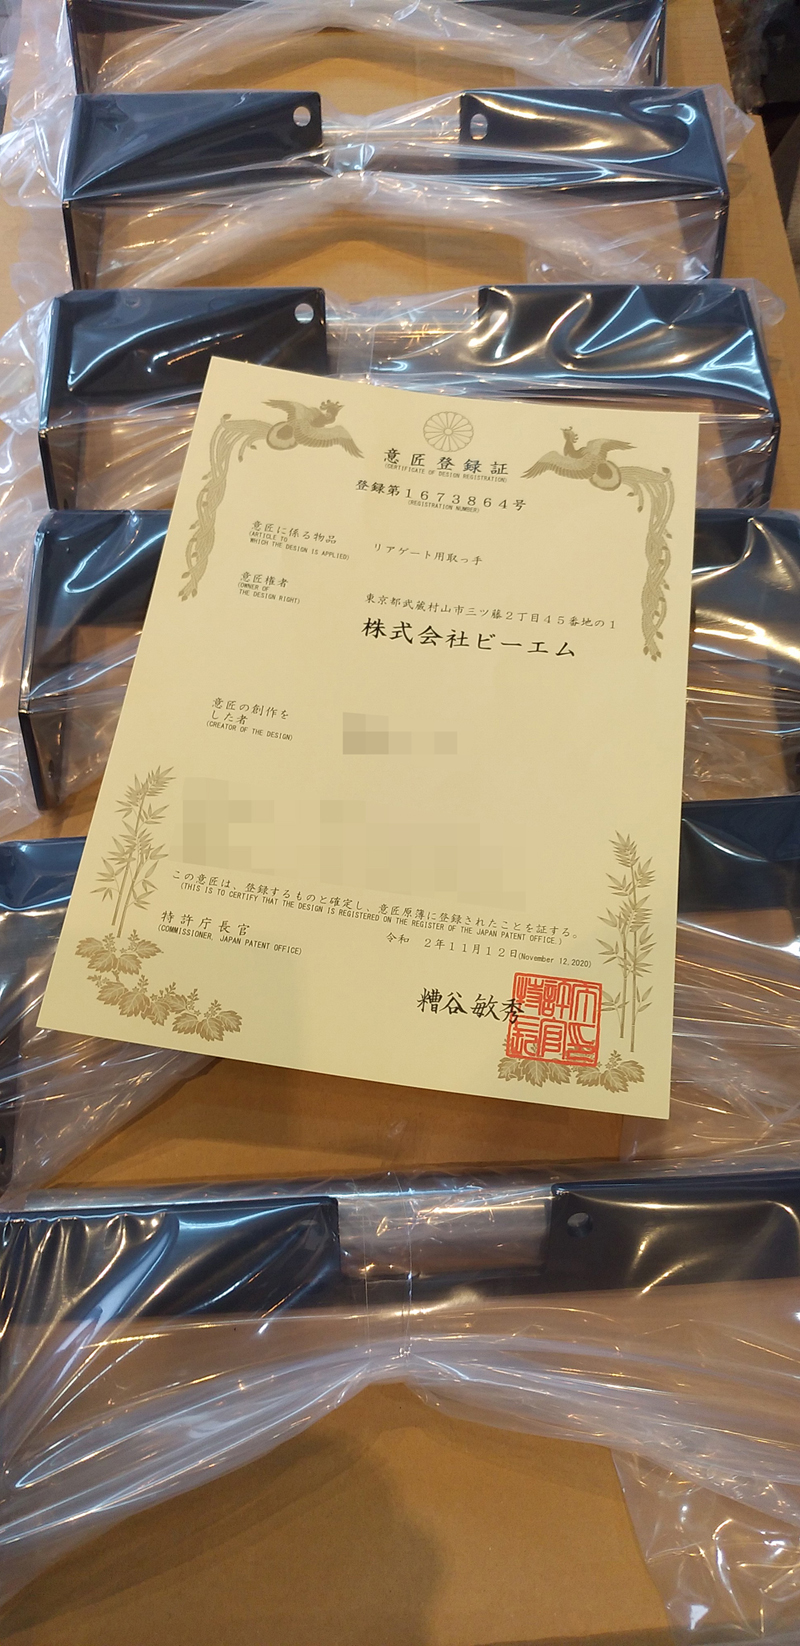 意匠登録証
(CERTIFICATE OF DESIGN REGISTRATION)
登録第1673864号
(REGISTRATION NUMBER)
意匠に係る物品
(ARTICLE TO
WHICH THE DESIGN IS APPLIED)
リアゲート用取っ手
意匠権者
(OWNER OF
THE DESIGN RIGHT)
東京都武蔵村山市三ツ藤2丁目45番地の1
株式会社ビーエム
意匠の創作を
した者
(CREATOR OF THE DESIGN)
この意匠は、登録するものと確定し、意匠原簿に登録されたことを証する。
(THIS IS TO CERTIFY THAT THE DESIGN IS REGISTERED ON THE REGISTER OF THE JAPAN PATENT OFFICE.)
特許庁長官
(COMMISSIONER, JAPAN PATENT OFFICE)
令和 2年11月12日(November 12,2020)
糟谷敏秀